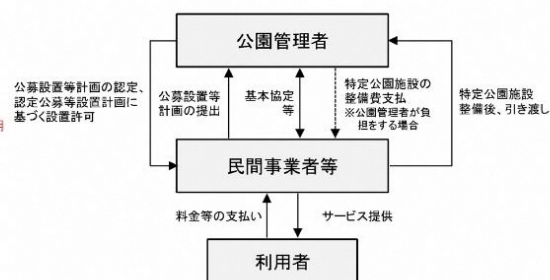 公園管理者
公募設置等計画の認定、
認定公募等設置計画に
基づく設置許可
公募設置等
計画の提出
基本協定
等
特定公園施設の
整備費支払
※公園管理者が負
担をする場合
特定公園施設
整備後、引き渡し
民間事業者等
料金等の支払い
サービス提供
利用者